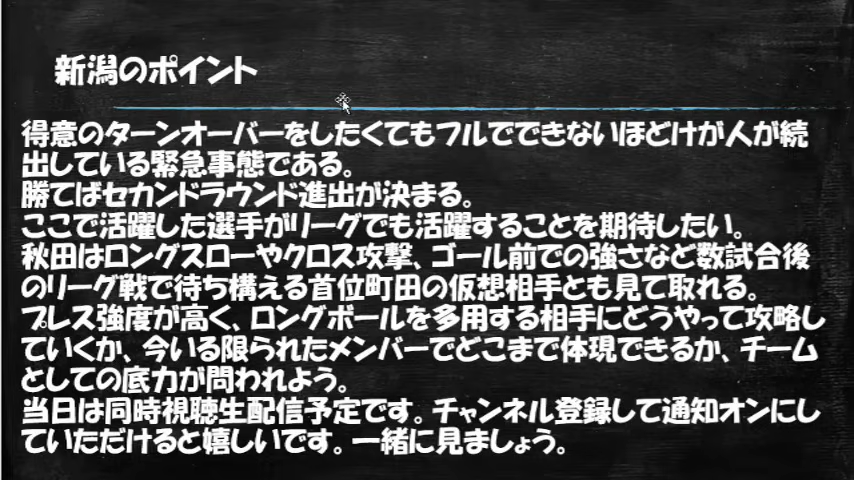 新潟のポイント
得意のターンオーバーをしたくてもフルでできないほどけが人が続
出している緊急事態である。
勝てばセカンドラウンド進出が決まる。
ここで活躍した選手がリーグでも活躍することを期待したい。
秋田はロングスローやクロス攻撃、ゴール前での強さなど数試合後
のリーグ戦で待ち構える首位町田の仮想相手とも見て取れる。
プレス強度が高く、ロングボールを多用する相手にどうやって攻略し
ていくか、今いる限られたメンバーでどこまで体現できるか、チーム
としての底力が問われよう。
当日は同時視聴生配信予定です。チャンネル登録して通知オンにし
ていただけると嬉しいです。一緒に見ましょう。